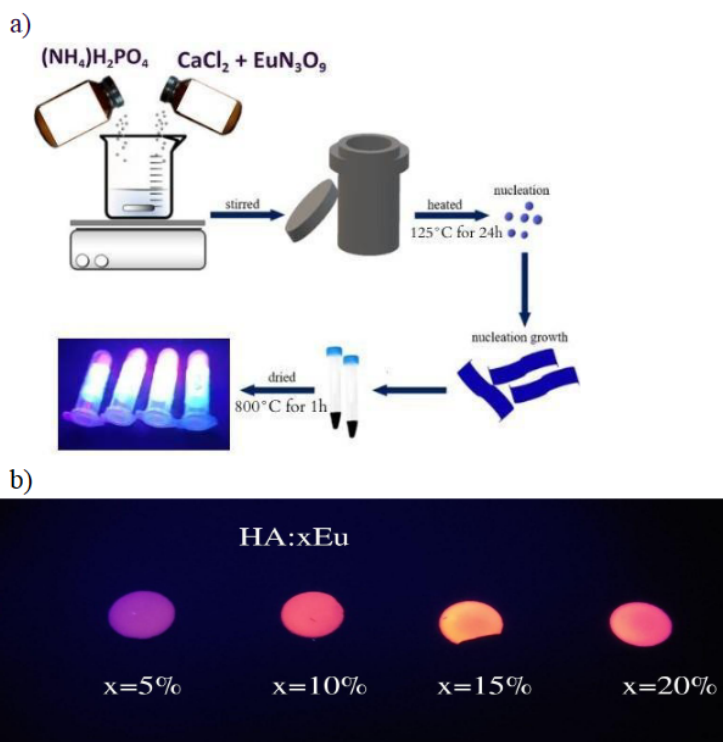 a)
(NH₄)H₂PO₄ CaCl₂ + EuN₃O₉
stirred
heated
125°C for 24h
nucleation
nucleation growth
dried
800°C for 1h
b)
HA:xEu
x=5% x=10% x=15% x=20%